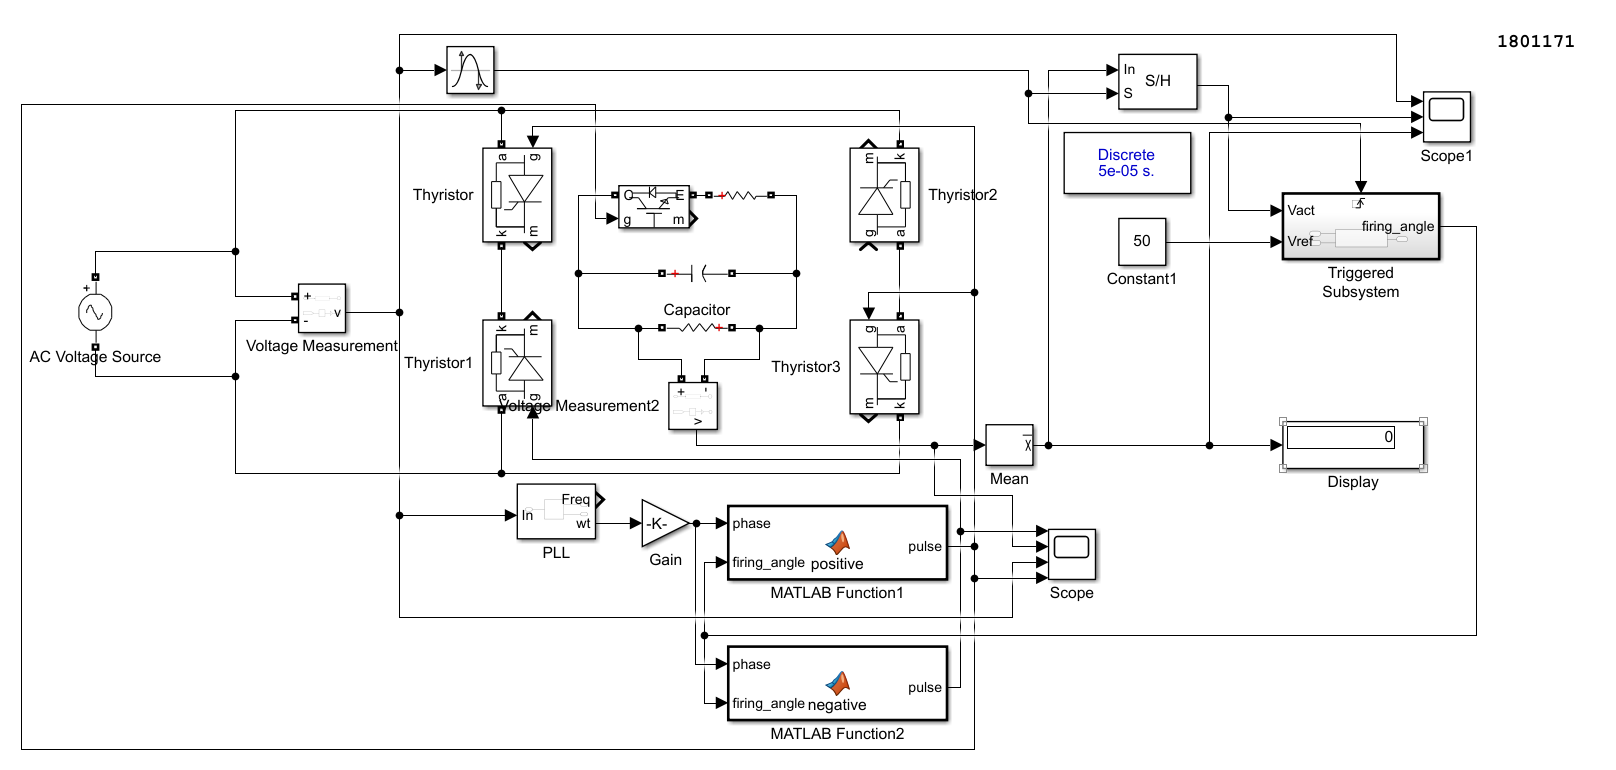 1801171
In
S
S/H
Scope1
Discrete
5e-05 s.
a
g
Thyristor
k
m
C
E
g
m
m
k
Thyristor2
g
a
Vact
Vref
firing_angle
Triggered
Subsystem
50
Constant1
+
AC Voltage Source
+
-
v
Voltage Measurement
+
Capacitor
+
k
m
Thyristor1
a
g
Voltage Measurement2
+
-
v
g
a
Thyristor3
m
k
x
Mean
0
Display
In
Freq
wt
PLL
-K-
Gain
phase
firing_angle
positive
pulse
MATLAB Function1
Scope
phase
firing_angle
negative
pulse
MATLAB Function2